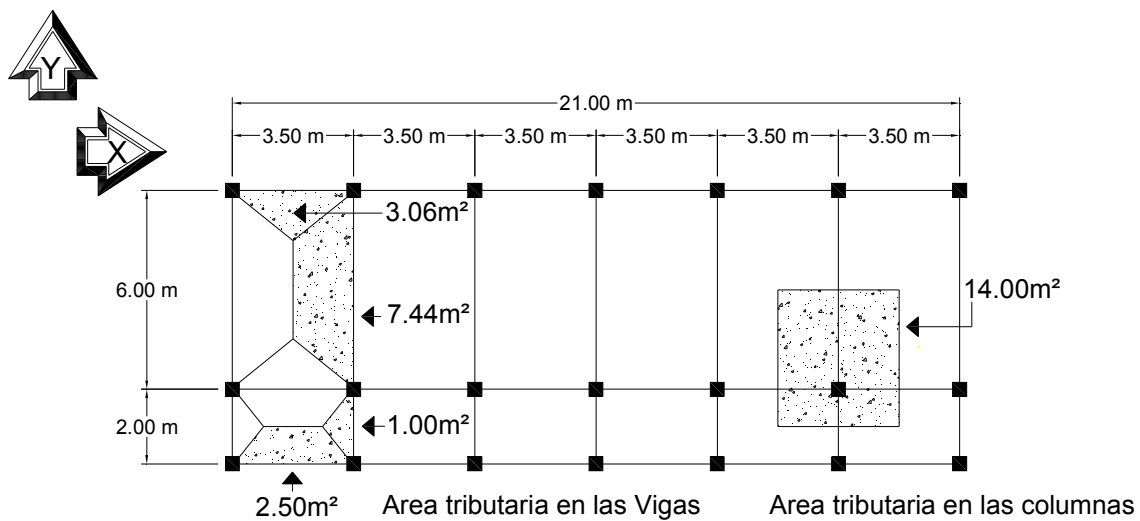 Y
X
21.00 m
3.50 m 3.50 m 3.50 m 3.50 m 3.50 m 3.50 m
3.06m²
6.00 m
7.44m²
14.00m²
2.00 m
1.00m²
2.50m²
Area tributaria en las Vigas
Area tributaria en las columnas